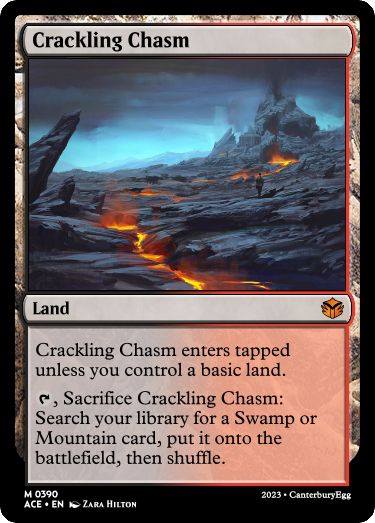 Crackling Chasm
Land
Crackling Chasm enters tapped
unless you control a basic land.
, Sacrifice Crackling Chasm:
Search your library for a Swamp or
Mountain card, put it onto the
battlefield, then shuffle.
M 0390
ACE • EN ZARA HILTON
2023 • CanterburyEgg